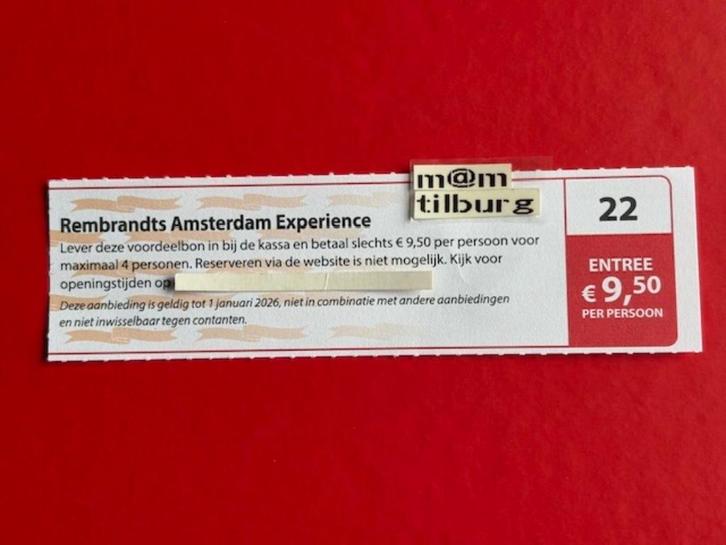 m@m
tilburg
Rembrandts Amsterdam Experience
Lever deze voordeelbon in bij de kassa en betaal slechts € 9,50 per persoon voor
maximaal 4 personen. Reserveren via de website is niet mogelijk. Kijk voor
openingstijden op
Deze aanbieding is geldig tot 1 januari 2026, niet in combinatie met andere aanbiedingen
en niet inwisselbaar tegen contanten.
22
ENTREE
€ 9,50
PER PERSOON